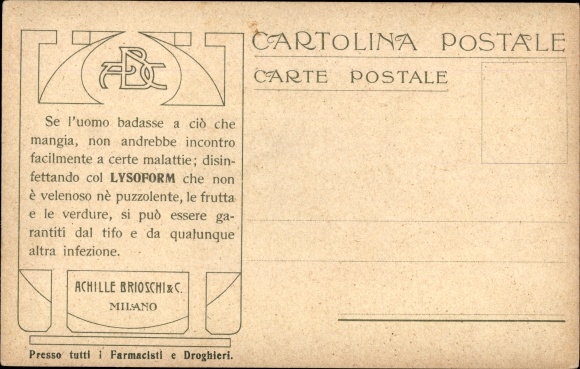 ABC
Se l'uomo badasse a ciò che
mangia, non andrebbe incontro
facilmente a certe malattie; disin-
fettando col LYSOFORM che non
è velenoso nè puzzolente, le frutta
e le verdure, si può essere ga-
rantiti dal tifo e da qualunque
altra infezione.
ACHILLE BRIOSCHI & C.
MILANO
Presso tutti i Farmacisti e Droghieri.
CARTOLINA POSTALE
CARTE POSTALE